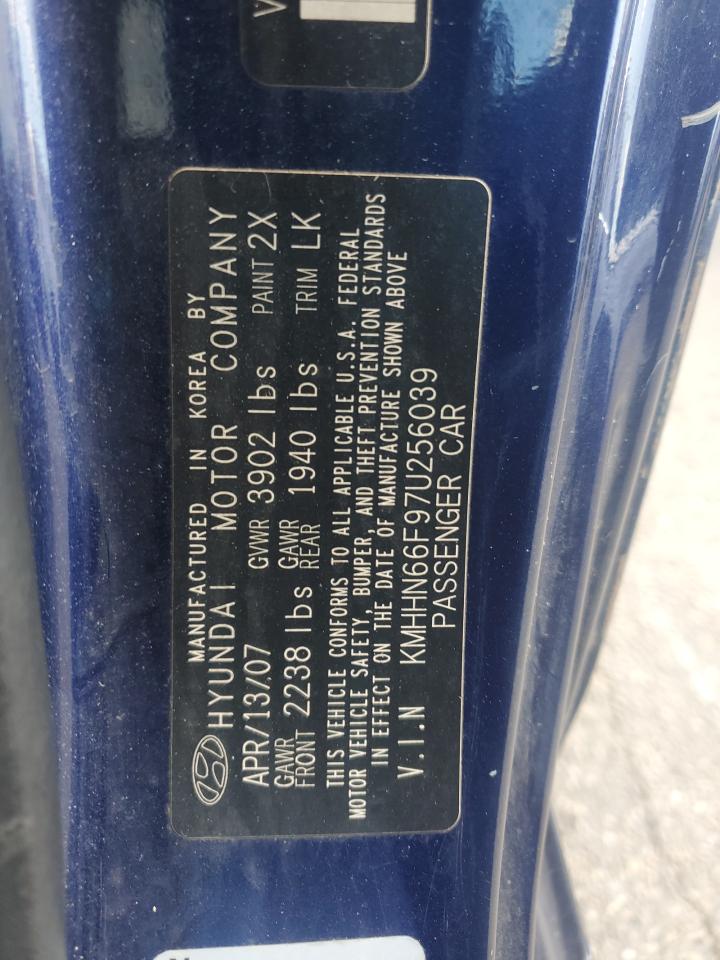 MANUFACTURED IN KOREA BY
HYUNDAI MOTOR COMPANY
APR/13/07 GVWR 3902 lbs PAINT 2X
GAWR FRONT 2238 lbs GAWR REAR 1940 lbs TRIM LK
THIS VEHICLE CONFORMS TO ALL APPLICABLE U.S.A. FEDERAL
MOTOR VEHICLE SAFETY, BUMPER, AND THEFT PREVENTION STANDARDS
IN EFFECT ON THE DATE OF MANUFACTURE SHOWN ABOVE
V.I.N KMHHN66F97U256039
PASSENGER CAR
V